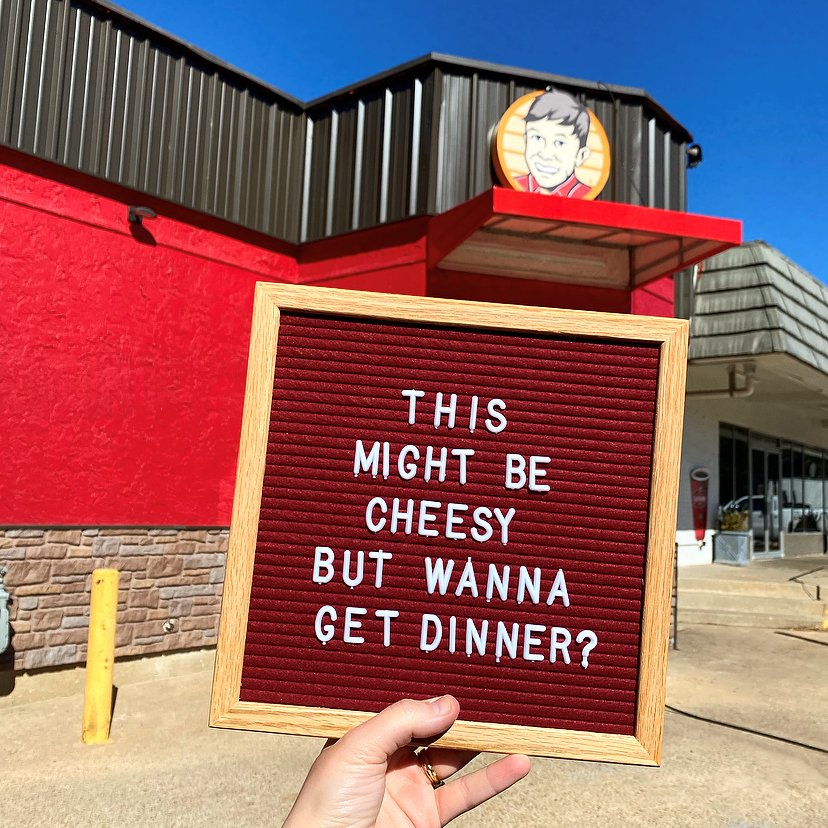 THIS
MIGHT BE
CHEESY
BUT WANNA
GET DINNER?